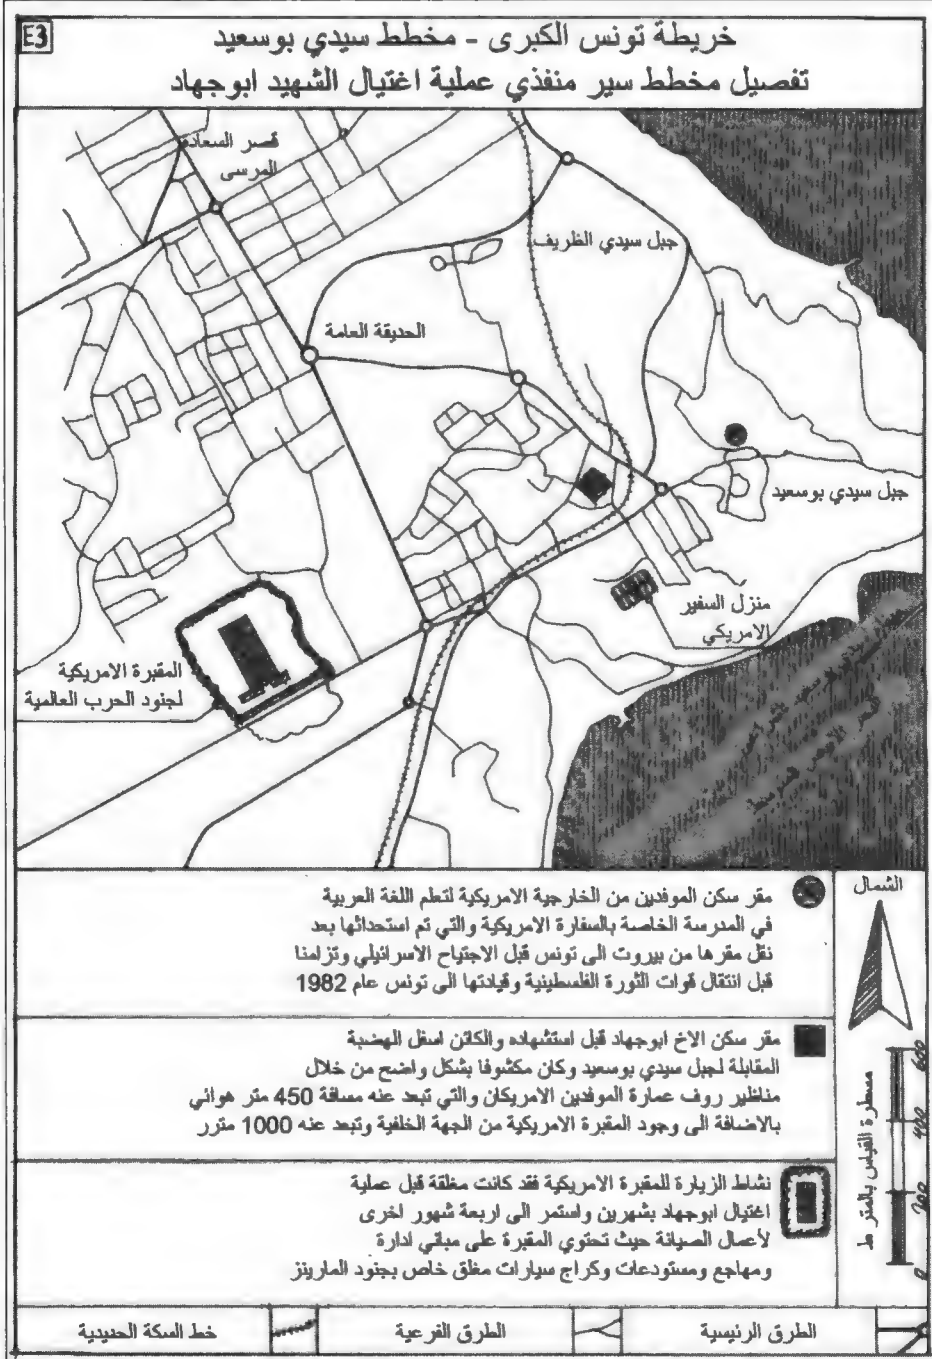 E3
خريطة تونس الكبرى - مخطط سيدي بوسعيد
تفصيل مخطط سير منفذي عملية اغتيال الشهيد ابوجهاد
قصر السعادة
المرسى
جبل سيدي الظريف
الحديقة العامة
جبل سيدي بوسعيد
منزل السفير
الامريكي
المقبرة الامريكية
لجنود الحرب العالمية
الشمال
مقر سكن الموفدين من الخارجية الامريكية لتعلم اللغة العربية
في المدرسة الخاصة بالسفارة الامريكية والتي تم استحداثها بعد
نقل مقرها من بيروت الى تونس قبل الاجتياح الاسرائيلي وتزامنا
قبل انتقال قوات الثورة الفلسطينية وقيادتها الى تونس عام 1982
مقر سكن الاخ ابوجهاد قبل استشهاده والكائن اسفل الهضبة
المقابلة لجبل سيدي بوسعيد وكان مكشوفا بشكل واضح من خلال
مناظير روف عمارة الموفدين الامريكان والتي تبعد عنه مسافة 450 متر هوائي
بالاضافة الى وجود المقبرة الامريكية من الجهة الخلفية وتبعد عنه 1000 مترر
نشاط الزيارة للمقبرة الامريكية فقد كانت مغلقة قبل عملية
اغتيال ابوجهاد بشهرين واستمر الى اربعة شهور اخرى
لأعمال الصيانة حيث تحتوي المقبرة على مباني ادارة
ومهاجع ومستودعات وكراج سيارات مغلق خاص بجنود المارينز
مسطرة القياس بالمتر ط
600
400
200
0
الطرق الرئيسية
الطرق الفرعية
خط السكة الحديدية